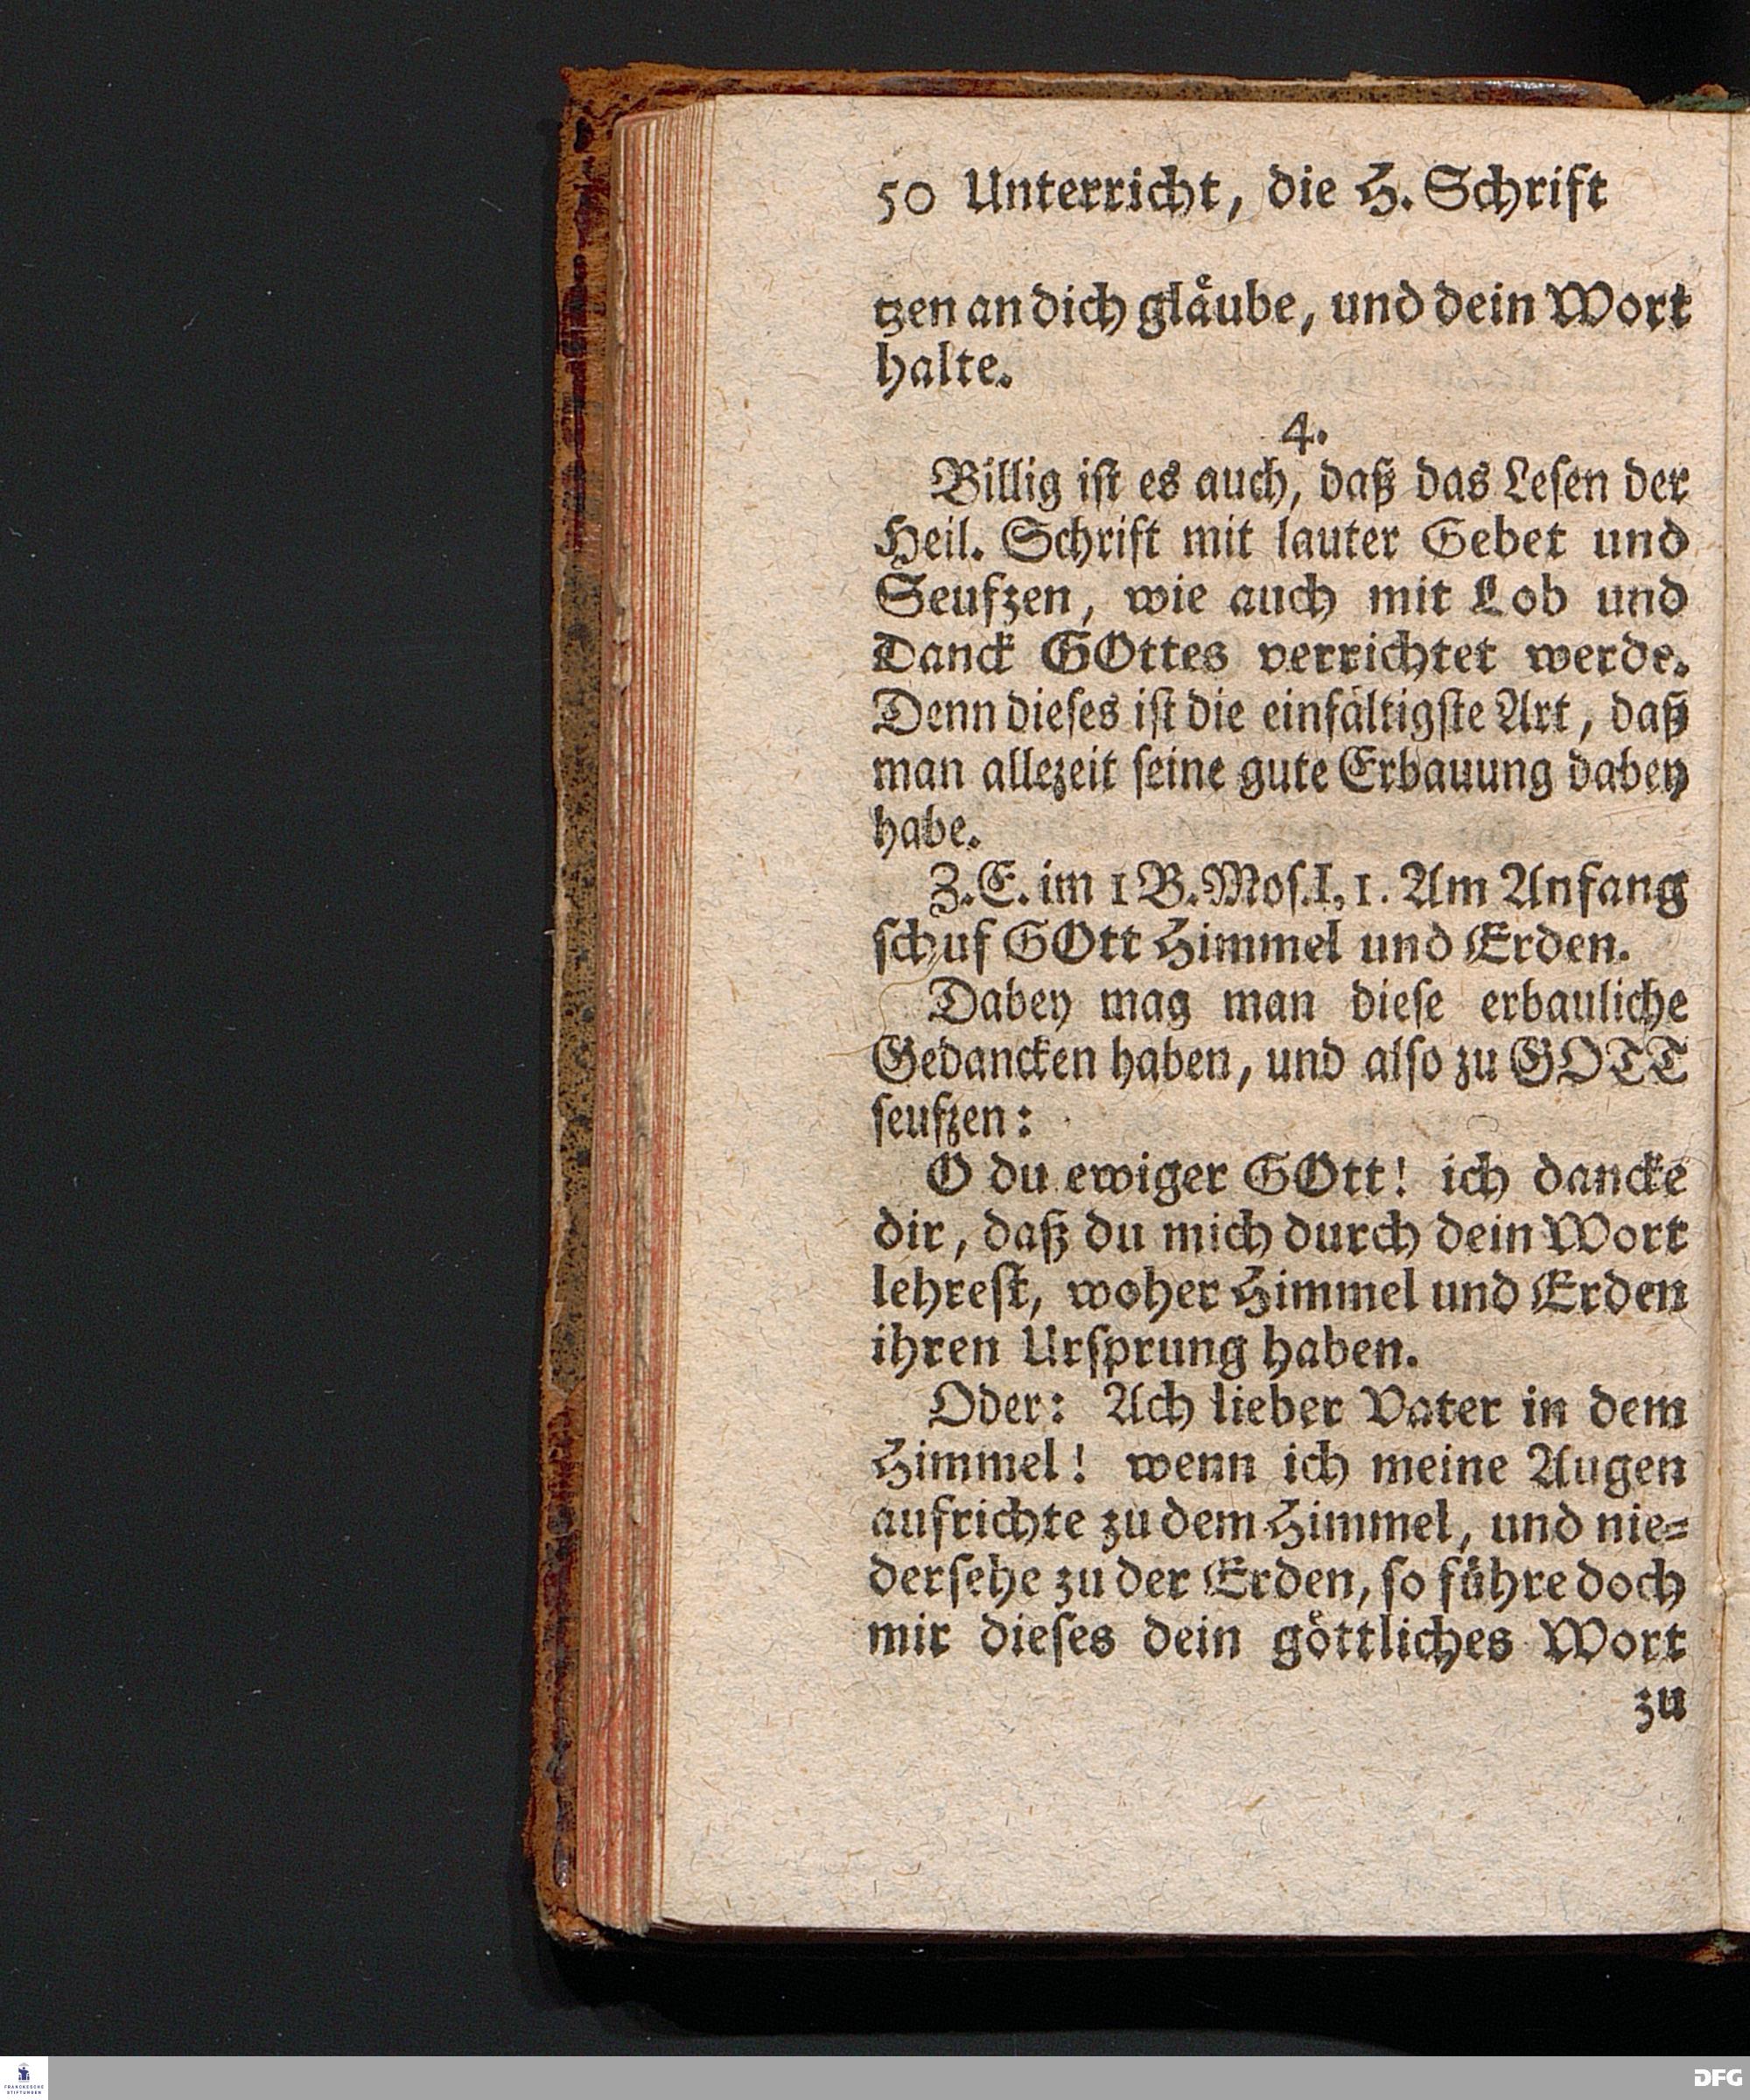 50 Unterricht, die H. Schrift
tzen an dich gläube, und dein Wort
halte.
4.
Billig ist es auch, daß das Lesen der
Heil. Schrift mit lauter Gebet und
Seufzen, wie auch mit Lob und
Danck GOttes verrichtet werde.
Denn dieses ist die einfältigste Art, daß
man allezeit seine gute Erbauung dabey
habe.
Z.E. im 1 B. Mos. I, 1. Am Anfang
schuf GOtt Himmel und Erden.
Dabey mag man diese erbauliche
Gedancken haben, und also zu GOTT
seufzen:
O du ewiger GOtt! ich dancke
dir, daß du mich durch dein Wort
lehrest, woher Himmel und Erden
ihren Ursprung haben.
Oder: Ach lieber Vater in dem
Himmel! wenn ich meine Augen
aufrichte zu dem Himmel, und nie=
dersehe zu der Erden, so führe doch
mir dieses dein göttliches Wort
zu
FRANCKESCHE
STIFTUNGEN
DFG